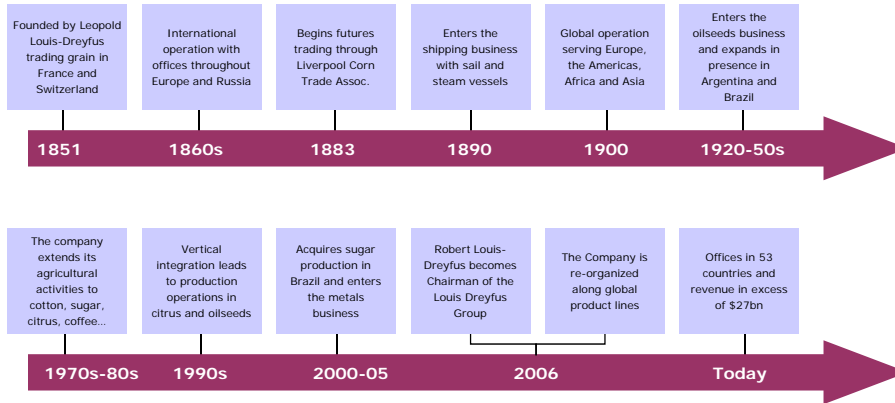 Founded by Leopold
Louis-Dreyfus
trading grain in
France and
Switzerland
International
operation with
offices throughout
Europe and Russia
Begins futures
trading through
Liverpool Corn
Trade Assoc.
Enters the
shipping business
with sail and
steam vessels
Global operation
serving Europe,
the Americas,
Africa and Asia
Enters the
oilseeds business
and expands in
presence in
Argentina and
Brazil
1851
1860s
1883
1890
1900
1920-50s
The company
extends its
agricultural
activities to
cotton, sugar,
citrus, coffee…
Vertical
integration leads
to production
operations in
citrus and oilseeds
Acquires sugar
production in
Brazil and enters
the metals
business
Robert Louis-
Dreyfus becomes
Chairman of the
Louis Dreyfus
Group
The Company is
re-organized
along global
product lines
Offices in 53
countries and
revenue in excess
of $27bn
1970s-80s
1990s
2000-05
2006
Today